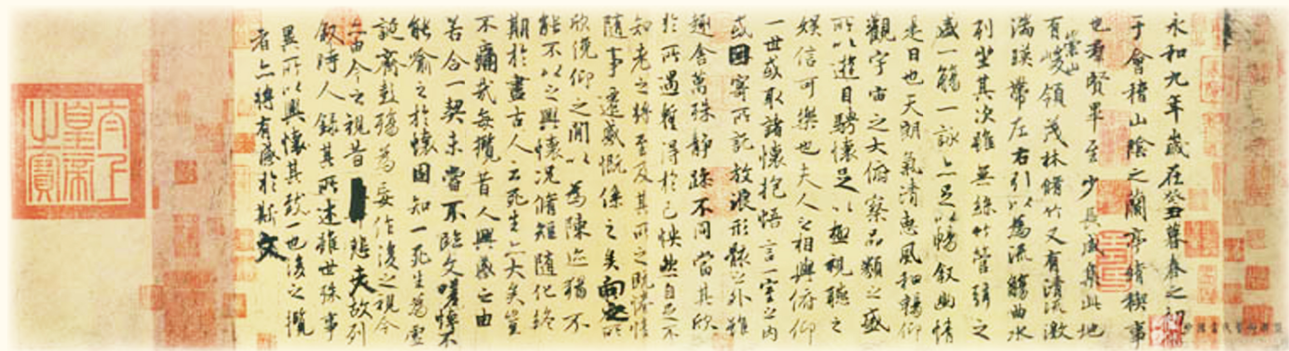 永和九年歲在癸丑暮春之初會
于會稽山陰之蘭亭脩稧事
也群賢畢至少長咸集此地
有崇山峻領茂林脩竹又有清流激
湍暎帶左右引以為流觴曲水
列坐其次雖無絲竹管弦之
盛一觴一詠亦足以暢敘幽情
是日也天朗氣清惠風和暢仰
觀宇宙之大俯察品類之盛
所以遊目騁懷足以極視聽之
娛信可樂也夫人之相與俯仰
一世或取諸懷抱悟言一室之內
或因寄所託放浪形骸之外雖
趣舍萬殊靜躁不同當其欣
於所遇暫得於己怏然自足不
知老之將至及其所之既惓情
隨事遷感慨係之矣向之所
欣俛仰之閒以為陳迹猶不
能不以之興懷況脩短隨化終
期於盡古人云死生亦大矣豈
不痛哉每攬昔人興感之由
若合一契未嘗不臨文嗟悼不
能喻之於懷固知一死生為虛
誕齊彭殤為妄作後之視今
亦由今之視昔悲夫故列
敘時人錄其所述雖世殊事
異所以興懷其致一也後之攬
者亦將有感於斯文
太上皇帝之寶